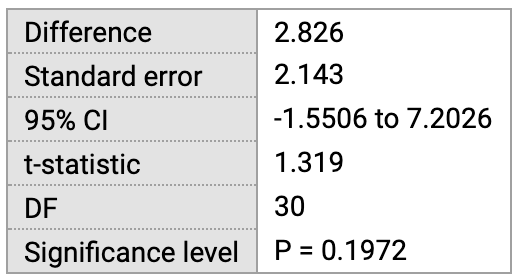 Difference 2.826
Standard error 2.143
95% CI -1.5506 to 7.2026
t-statistic 1.319
DF 30
Significance level P = 0.1972